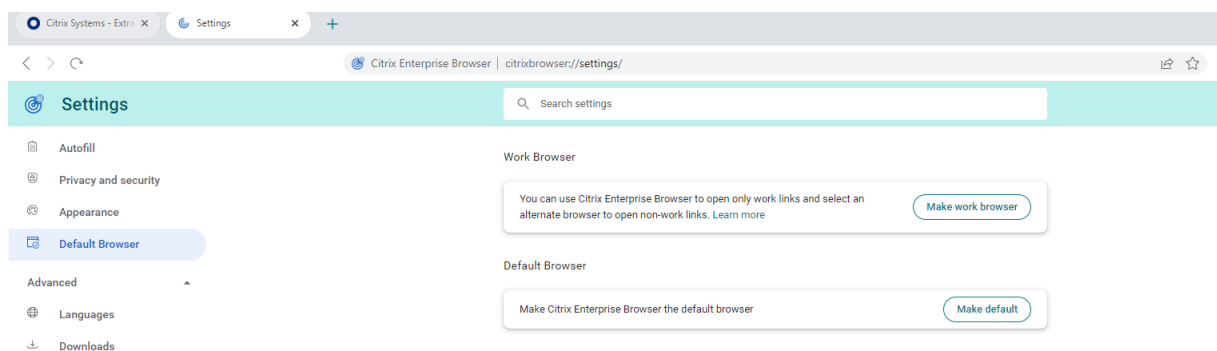 Citrix Systems - Extra
Settings
Citrix Enterprise Browser | citrixbrowser://settings/
Settings
Search settings
Autofill
Privacy and security
Appearance
Default Browser
Advanced
Languages
Downloads
Work Browser
You can use Citrix Enterprise Browser to open only work links and select an
alternate browser to open non-work links. Learn more
Make work browser
Default Browser
Make Citrix Enterprise Browser the default browser
Make default